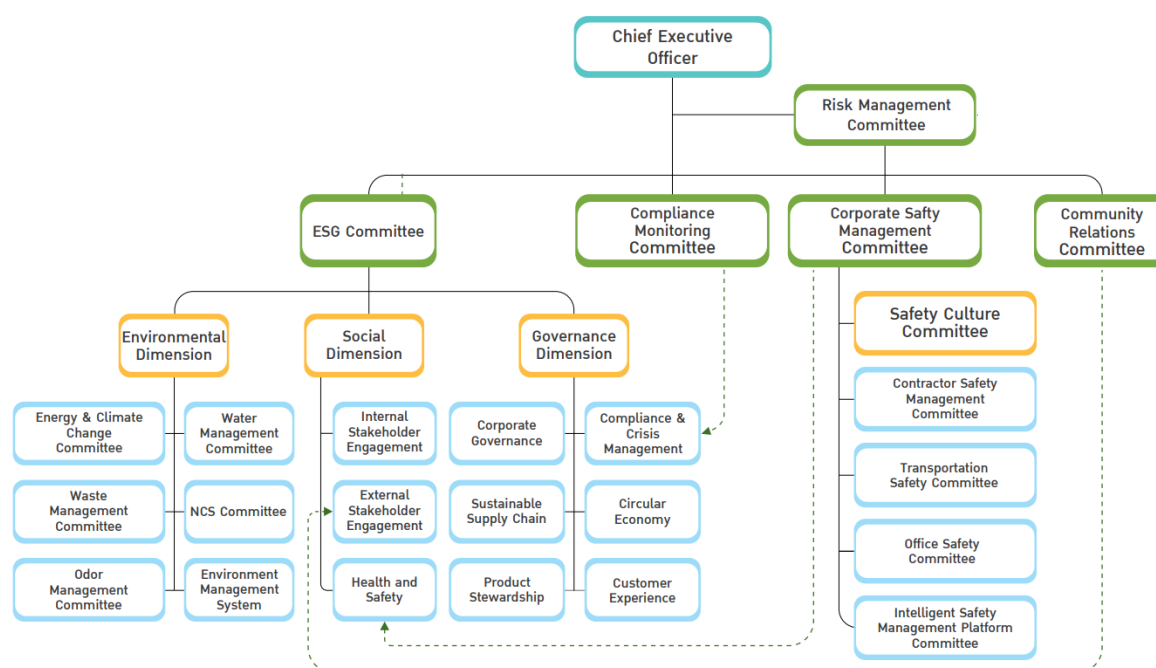 Chief Executive
Officer
Risk Management
Committee
ESG Committee
Compliance
Monitoring
Committee
Corporate Safty
Management
Committee
Community
Relations
Committee
Environmental
Dimension
Social
Dimension
Governance
Dimension
Safety Culture
Committee
Energy & Climate
Change
Committee
Water
Management
Committee
Internal
Stakeholder
Engagement
Corporate
Governance
Compliance &
Crisis
Management
Contractor Safety
Management
Committee
Waste
Management
Committee
NCS Committee
External
Stakeholder
Engagement
Sustainable
Supply Chain
Circular
Economy
Transportation
Safety Committee
Office Safety
Committee
Odor
Management
Committee
Environment
Management
System
Health and
Safety
Product
Stewardship
Customer
Experience
Intelligent Safety
Management Platform
Committee